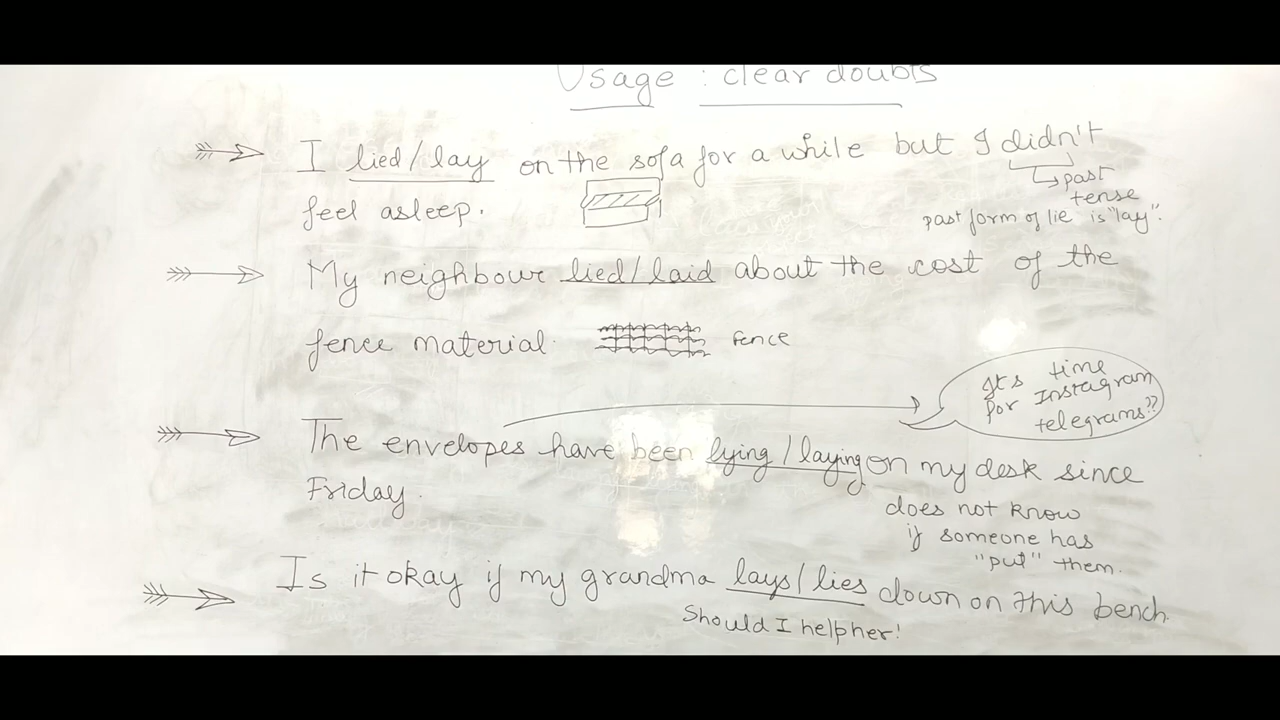 Usage : clear doubts
I lied/lay on the sofa for a while but I didn't
past
tense
feel asleep.
past form of lie is "lay".
My neighbour lied/laid about the cost of the
fence material.
fence
Its time
for Instagram
telegrams??
The envelopes have been lying/laying on my desk since
Friday.
does not know
if someone has
"put" them.
Is it okay if my grandma lays/lies down on this bench.
Should I help her!